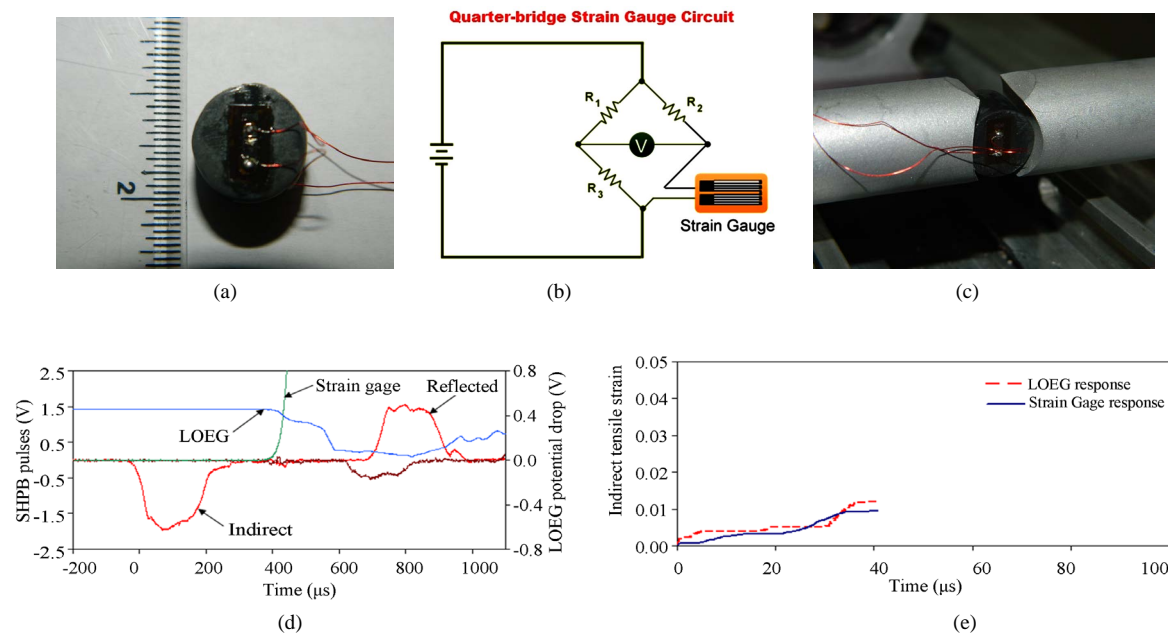 2
Quarter-bridge Strain Gauge Circuit
R1
R2
V
R3
Strain Gauge
(a)
(b)
(c)
SHPB pulses (V)
2.5
1.5
0.5
-0.5
-1.5
-2.5
LOEG
Strain gage
Reflected
Indirect
0.8
0.4
0.0
-0.4
-0.8
LOEG potential drop (V)
-200
0
200
400
600
800
1000
Time (μs)
(d)
Indirect tensile strain
0.05
0.04
0.03
0.02
0.01
0.00
LOEG response
Strain Gage response
0
20
40
60
80
100
Time (μs)
(e)